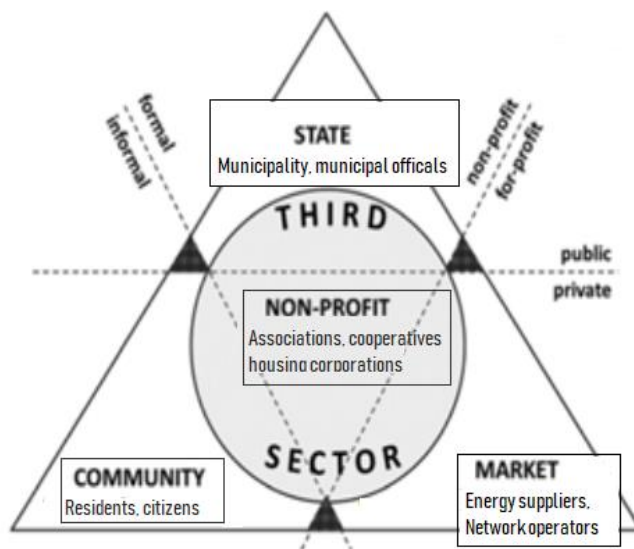 formal
informal
non-profit
for-profit
STATE
Municipality, municipal officals
THIRD
public
private
NON-PROFIT
Associations, cooperatives
housing corporations
SECTOR
COMMUNITY
Residents, citizens
MARKET
Energy suppliers,
Network operators